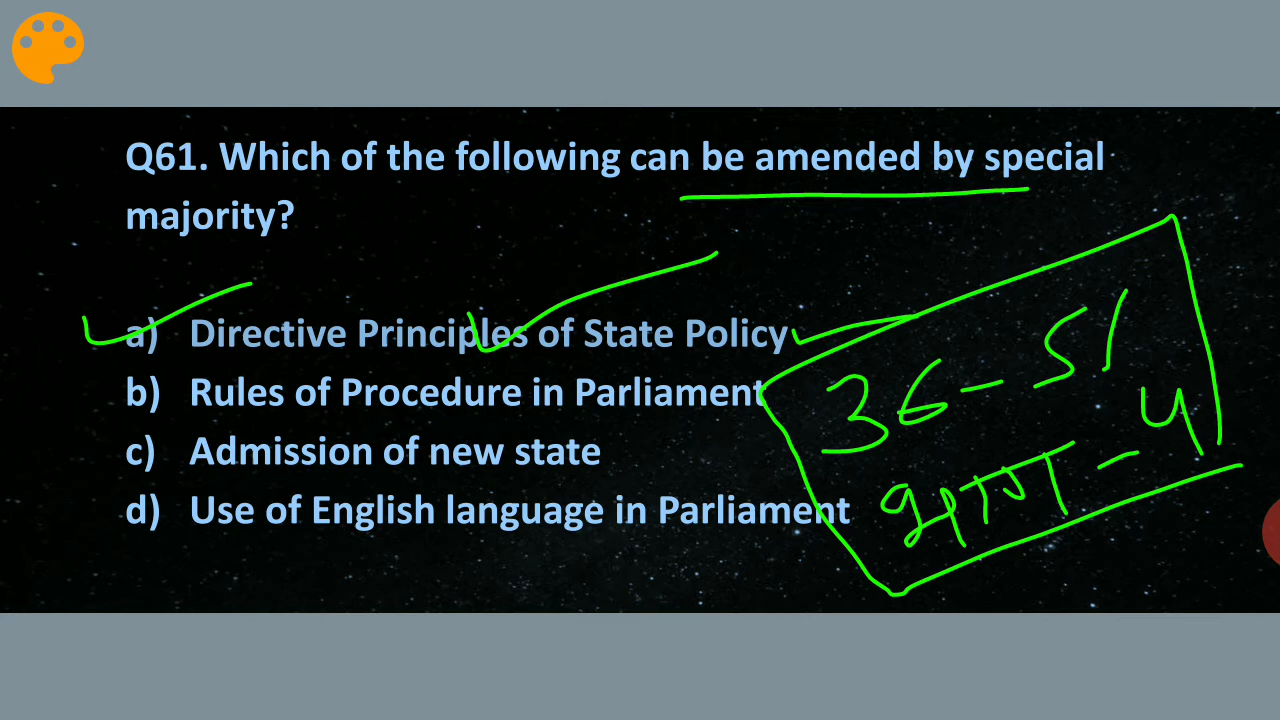 Q61. Which of the following can be amended by special
majority?
a) Directive Principles of State Policy
b) Rules of Procedure in Parliament
c) Admission of new state
d) Use of English language in Parliament
36 - 51
भाग - 4